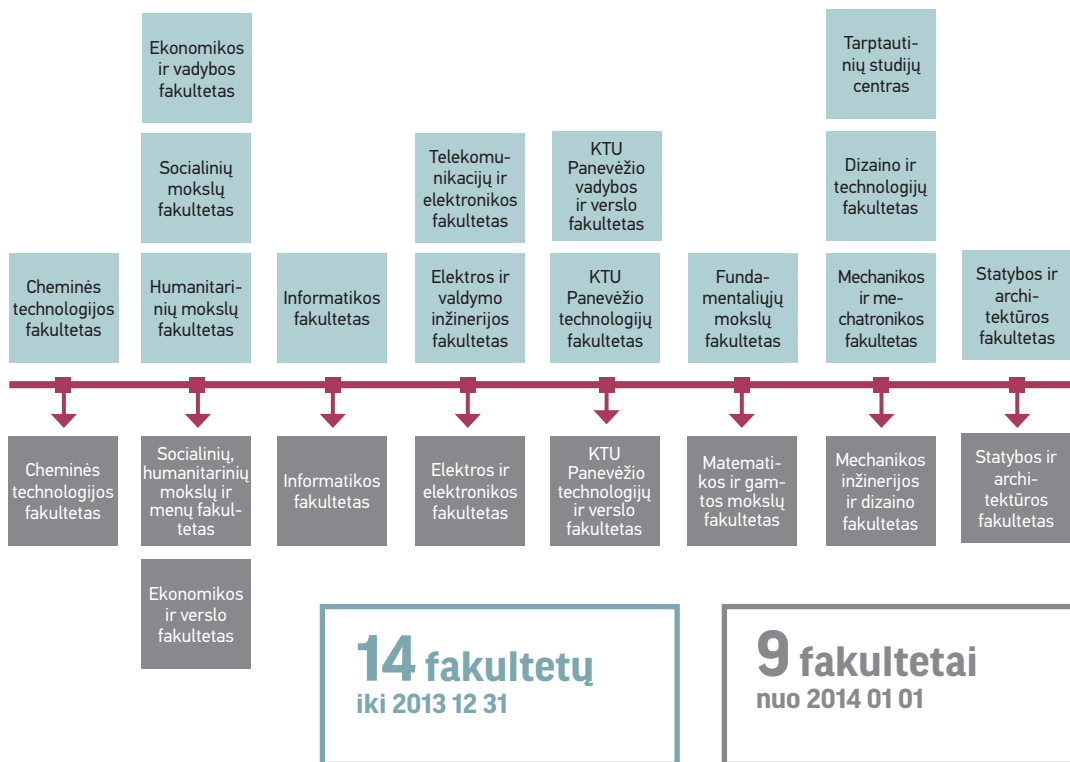 Ekonomikos
ir vadybos
fakultetas
Tarptauti-
nių studijų
centras
Socialinių
mokslų
fakultetas
Telekomu-
nikacijų ir
elektronikos
fakultetas
KTU
Panevėžio
vadybos
ir verslo
fakultetas
Dizaino ir
technologijų
fakultetas
Cheminės
technologijos
fakultetas
Humanitari-
nių mokslų
fakultetas
Informatikos
fakultetas
Elektros ir
valdymo
inžinerijos
fakultetas
KTU
Panevėžio
technologijų
fakultetas
Funda-
mentaliųjų
mokslų
fakultetas
Mechanikos
ir me-
chatronikos
fakultetas
Statybos ir
archi-
tektūros
fakultetas
Cheminės
technologijos
fakultetas
Socialinių,
humanitarinių
mokslų ir
menų fakul-
tetas
Informatikos
fakultetas
Elektros ir
elektronikos
fakultetas
KTU
Panevėžio
technologijų
ir verslo
fakultetas
Matemati-
kos ir gam-
tos mokslų
fakultetas
Mechanikos
inžinerijos
ir dizaino
fakultetas
Statybos ir
archi-
tektūros
fakultetas
Ekonomikos
ir verslo
fakultetas
14 fakultetų
iki 2013 12 31
9 fakultetai
nuo 2014 01 01